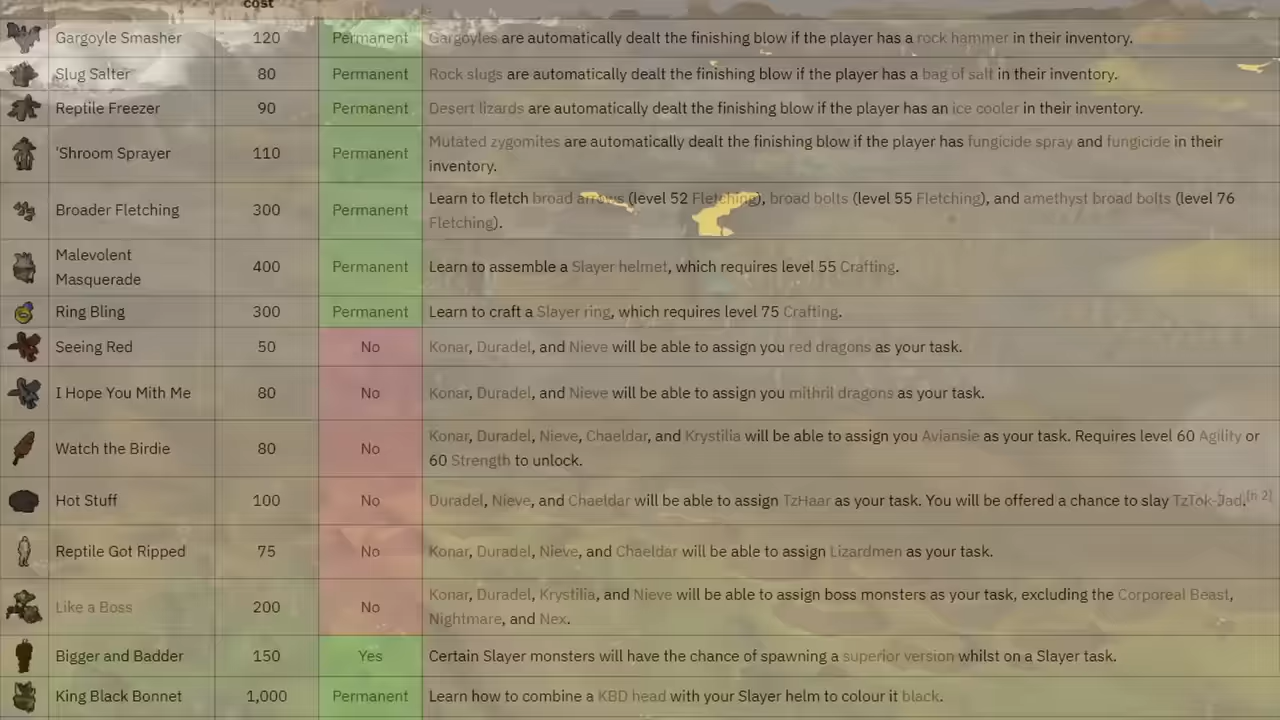 cost
Gargoyle Smasher 120 Permanent Gargoyles are automatically dealt the finishing blow if the player has a rock hammer in their inventory.
Slug Salter 80 Permanent Rock slugs are automatically dealt the finishing blow if the player has a bag of salt in their inventory.
Reptile Freezer 90 Permanent Desert lizards are automatically dealt the finishing blow if the player has an ice cooler in their inventory.
'Shroom Sprayer 110 Permanent Mutated zygomites are automatically dealt the finishing blow if the player has fungicide spray and fungicide in their
inventory.
Broader Fletching 300 Permanent Learn to fletch broad arrows (level 52 Fletching), broad bolts (level 55 Fletching), and amethyst broad bolts (level 76
Fletching).
Malevolent
Masquerade 400 Permanent Learn to assemble a Slayer helmet, which requires level 55 Crafting.
Ring Bling 300 Permanent Learn to craft a Slayer ring, which requires level 75 Crafting.
Seeing Red 50 No Konar, Duradel, and Nieve will be able to assign you red dragons as your task.
I Hope You Mith Me 80 No Konar, Duradel, and Nieve will be able to assign you mithril dragons as your task.
Watch the Birdie 80 No Konar, Duradel, Nieve, Chaeldar, and Krystilia will be able to assign you Aviansie as your task. Requires level 60 Agility or
60 Strength to unlock.
Hot Stuff 100 No Duradel, Nieve, and Chaeldar will be able to assign TzHaar as your task. You will be offered a chance to slay TzTok-Jad.[n 2]
Reptile Got Ripped 75 No Konar, Duradel, Nieve, and Chaeldar will be able to assign Lizardmen as your task.
Like a Boss 200 No Konar, Duradel, Krystilia, and Nieve will be able to assign boss monsters as your task, excluding the Corporeal Beast,
Nightmare, and Nex.
Bigger and Badder 150 Yes Certain Slayer monsters will have the chance of spawning a superior version whilst on a Slayer task.
King Black Bonnet 1,000 Permanent Learn how to combine a KBD head with your Slayer helm to colour it black.